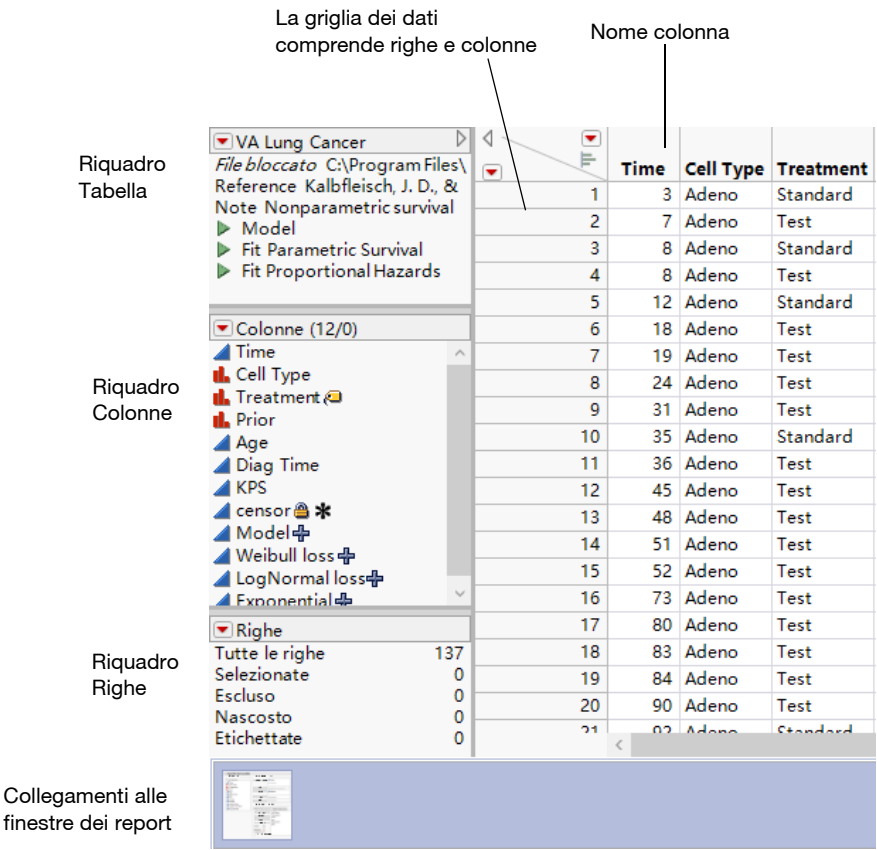 La griglia dei dati
comprende righe e colonne
Nome colonna
Riquadro
Tabella
VA Lung Cancer
File bloccato C:\Program Files\
Reference Kalbfleisch, J. D., &
Note Nonparametric survival
Model
Fit Parametric Survival
Fit Proportional Hazards
Riquadro
Colonne
Colonne (12/0)
Time
Cell Type
Treatment
Prior
Age
Diag Time
KPS
censor
Model
Weibull loss
LogNormal loss
Exponential
Riquadro
Righe
Righe
Tutte le righe 137
Selezionate 0
Escluso 0
Nascosto 0
Etichettate 0
Time Cell Type Treatment
1 3 Adeno Standard
2 7 Adeno Test
3 8 Adeno Standard
4 8 Adeno Test
5 12 Adeno Standard
6 18 Adeno Test
7 19 Adeno Test
8 24 Adeno Test
9 31 Adeno Test
10 35 Adeno Standard
11 36 Adeno Test
12 45 Adeno Test
13 48 Adeno Test
14 51 Adeno Test
15 52 Adeno Test
16 73 Adeno Test
17 80 Adeno Test
18 83 Adeno Test
19 84 Adeno Test
20 90 Adeno Test
21 92 Adeno Standard
Collegamenti alle
finestre dei report